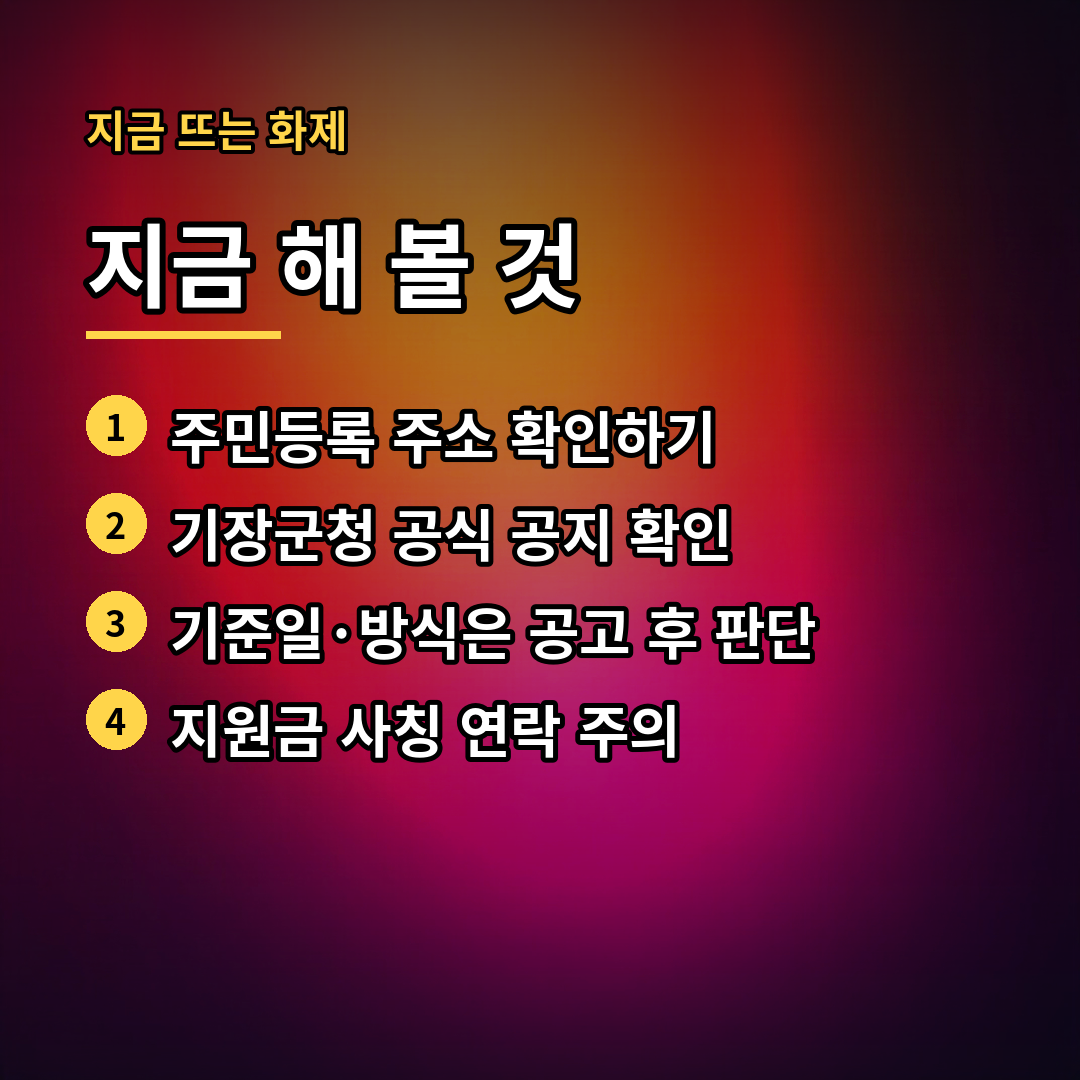 지금 뜨는 화제
지금 해 볼 것
1 주민등록 주소 확인하기
2 기장군청 공식 공지 확인
3 기준일·방식은 공고 후 판단
4 지원금 사칭 연락 주의